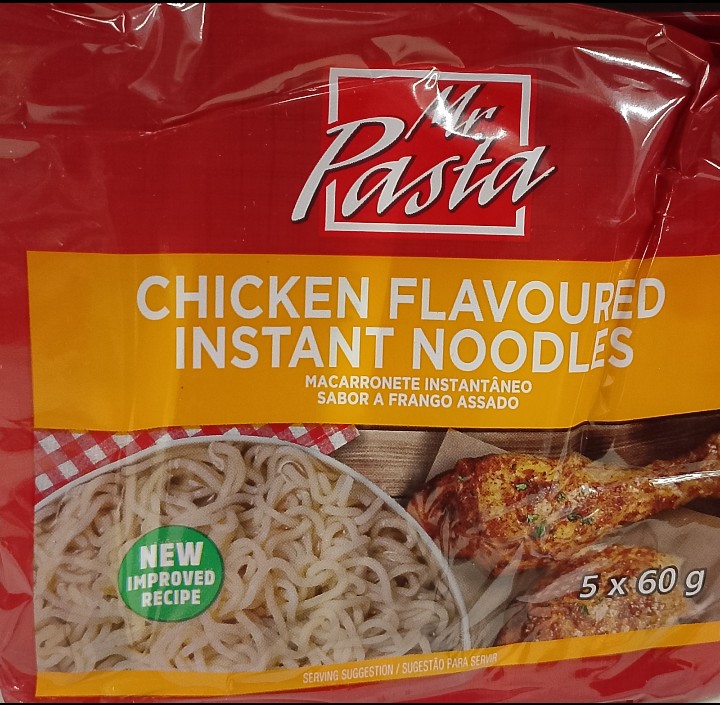 Mr.
Pasta
CHICKEN FLAVOURED
INSTANT NOODLES
MACARRONETE INSTANTÂNEO
SABOR A FRANGO ASSADO
NEW
IMPROVED
RECIPE
5 x 60 g
SERVING SUGGESTION / SUGESTÃO PARA SERVIR